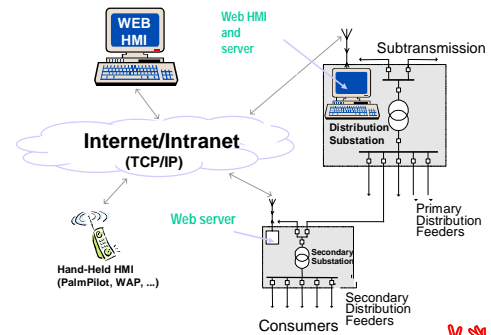 WEB
HMI
Web HMI
and
server
Subtransmission
Distribution
Substation
Internet/Intranet
(TCP/IP)
Primary
Distribution
Feeders
Web server
Secondary
Substation
Hand-Held HMI
(PalmPilot, WAP, ...)
Secondary
Distribution
Feeders
Consumers